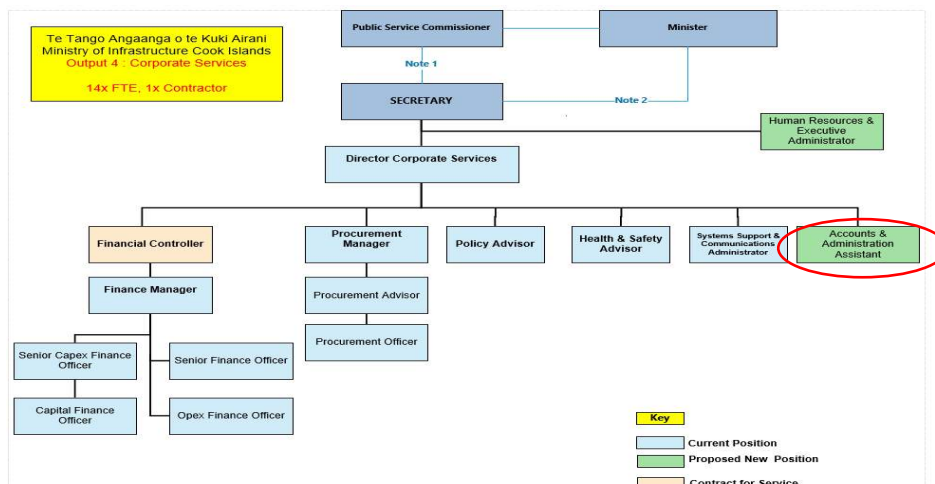 Te Tango Angaanga o te Kuki Airani
Ministry of Infrastructure Cook Islands
Output 4 : Corporate Services
14x FTE, 1x Contractor
Public Service Commissioner
Minister
Note 1
SECRETARY
Note 2
Human Resources &
Executive
Administrator
Director Corporate Services
Financial Controller
Procurement
Manager
Policy Advisor
Health & Safety
Advisor
Systems Support &
Communications
Administrator
Accounts &
Administration
Assistant
Finance Manager
Procurement Advisor
Procurement Officer
Senior Capex Finance
Officer
Senior Finance Officer
Capital Finance
Officer
Opex Finance Officer
Key
Current Position
Proposed New Position
Contract for Service